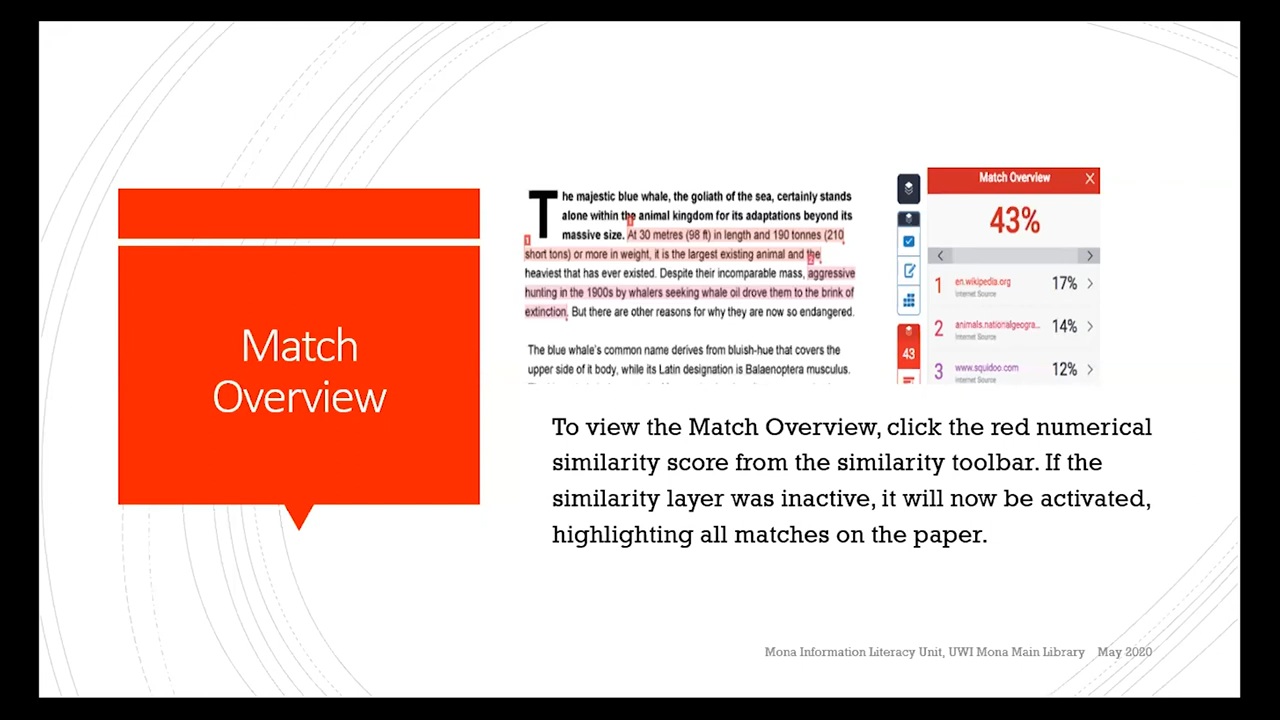 Match
Overview
The majestic blue whale, the goliath of the sea, certainly stands
alone within the animal kingdom for its adaptations beyond its
massive size. At 30 metres (98 ft) in length and 190 tonnes (210
short tons) or more in weight, it is the largest existing animal and the
heaviest that has ever existed. Despite their incomparable mass, aggressive
hunting in the 1900s by whalers seeking whale oil drove them to the brink of
extinction. But there are other reasons for why they are now so endangered.
The blue whale's common name derives from bluish-hue that covers the
upper side of it body, while its Latin designation is Balaenoptera musculus.
43
Match Overview
43%
1 en.wikipedia.org 17%
Internet Source
2 animals.nationalgeogra... 14%
Internet Source
3 www.squidoo.com 12%
Internet Source
To view the Match Overview, click the red numerical
similarity score from the similarity toolbar. If the
similarity layer was inactive, it will now be activated,
highlighting all matches on the paper.
Mona Information Literacy Unit, UWI Mona Main Library May 2020